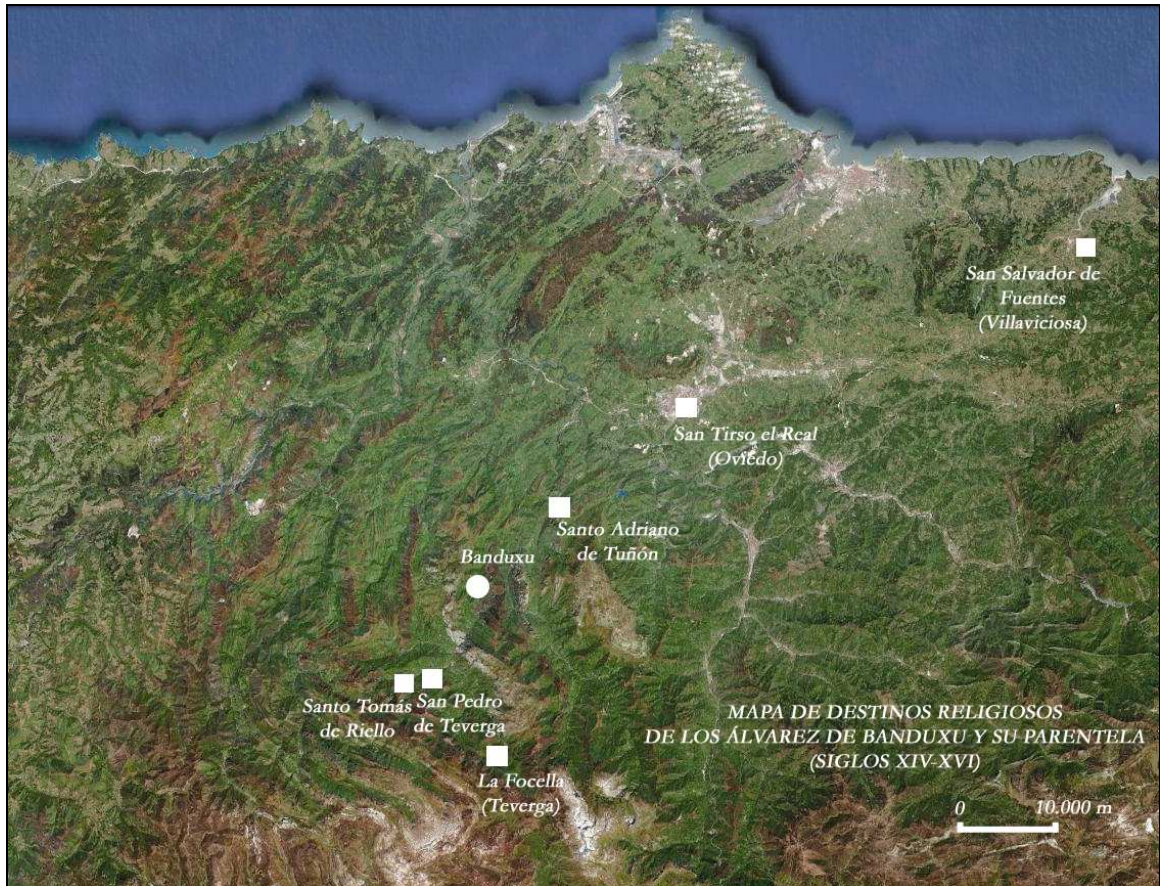 San Salvador de
Fuentes
(Villaviciosa)
San Tirso el Real
(Oviedo)
Santo Adriano
de Tuñón
Banduxu
Santo Tomás
de Riello
San Pedro
de Teverga
La Focella
(Teverga)
MAPA DE DESTINOS RELIGIOSOS
DE LOS ÁLVAREZ DE BANDUXU Y SU PARENTELA
(SIGLOS XIV-XVI)
0 10.000 m